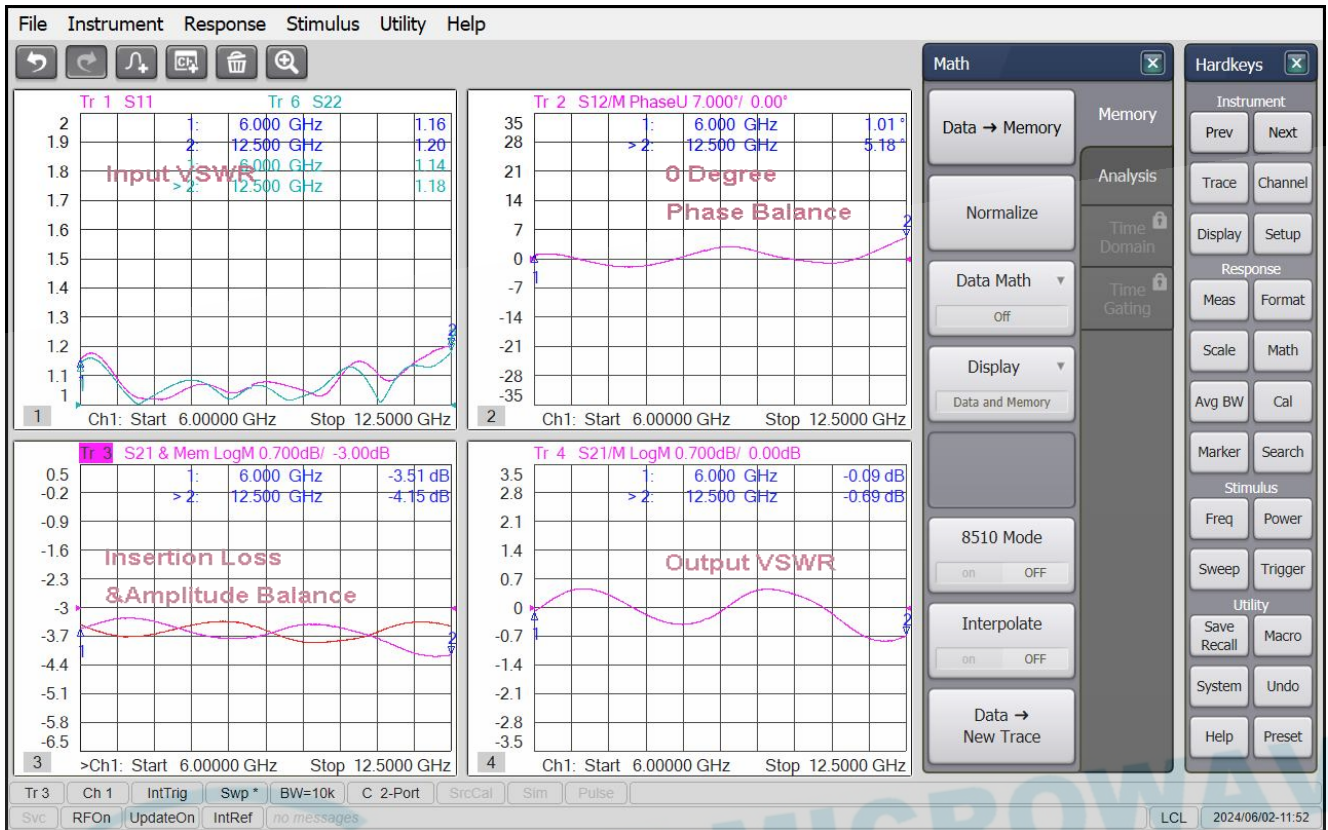 File Instrument Response Stimulus Utility Help
Tr 1 S11 Tr 6 S22
1: 6.000 GHz 1.16
2: 12.500 GHz 1.20
1: 6.000 GHz 1.14
> 2: 12.500 GHz 1.18
Input VSWR
2
1.9
1.8
1.7
1.6
1.5
1.4
1.3
1.2
1.1
1
1 2
1 Ch1: Start 6.00000 GHz Stop 12.5000 GHz
Tr 2 S12/M PhaseU 7.000°/ 0.00°
1: 6.000 GHz 1.01 °
> 2: 12.500 GHz 5.18 °
0 Degree
Phase Balance
35
28
21
14
7
0
-7
-14
-21
-28
-35
1 2
2 Ch1: Start 6.00000 GHz Stop 12.5000 GHz
Tr 3 S21 & Mem LogM 0.700dB/ -3.00dB
1: 6.000 GHz -3.51 dB
> 2: 12.500 GHz -4.15 dB
Insertion Loss
&Amplitude Balance
0.5
-0.2
-0.9
-1.6
-2.3
-3
-3.7
-4.4
-5.1
-5.8
-6.5
1 2
3 >Ch1: Start 6.00000 GHz Stop 12.5000 GHz
Tr 4 S21/M LogM 0.700dB/ 0.00dB
1: 6.000 GHz -0.09 dB
> 2: 12.500 GHz -0.69 dB
Output VSWR
3.5
2.8
2.1
1.4
0.7
0
-0.7
-1.4
-2.1
-2.8
-3.5
1 2
4 Ch1: Start 6.00000 GHz Stop 12.5000 GHz
Math
Data → Memory
Normalize
Data Math
Off
Display
Data and Memory
8510 Mode
on OFF
Interpolate
on OFF
Data →
New Trace
Memory
Analysis
Time
Domain
Time
Gating
Hardkeys
Instrument
Prev Next
Trace Channel
Display Setup
Response
Meas Format
Scale Math
Avg BW Cal
Marker Search
Stimulus
Freq Power
Sweep Trigger
Utility
Save
Recall
Macro
System Undo
Help Preset
Tr 3 Ch 1 IntTrig Swp * BW=10k C 2-Port SrcCal Sim Pulse
Svc RFOn UpdateOn IntRef no messages LCL 2024/06/02-11:52
MICROWAV